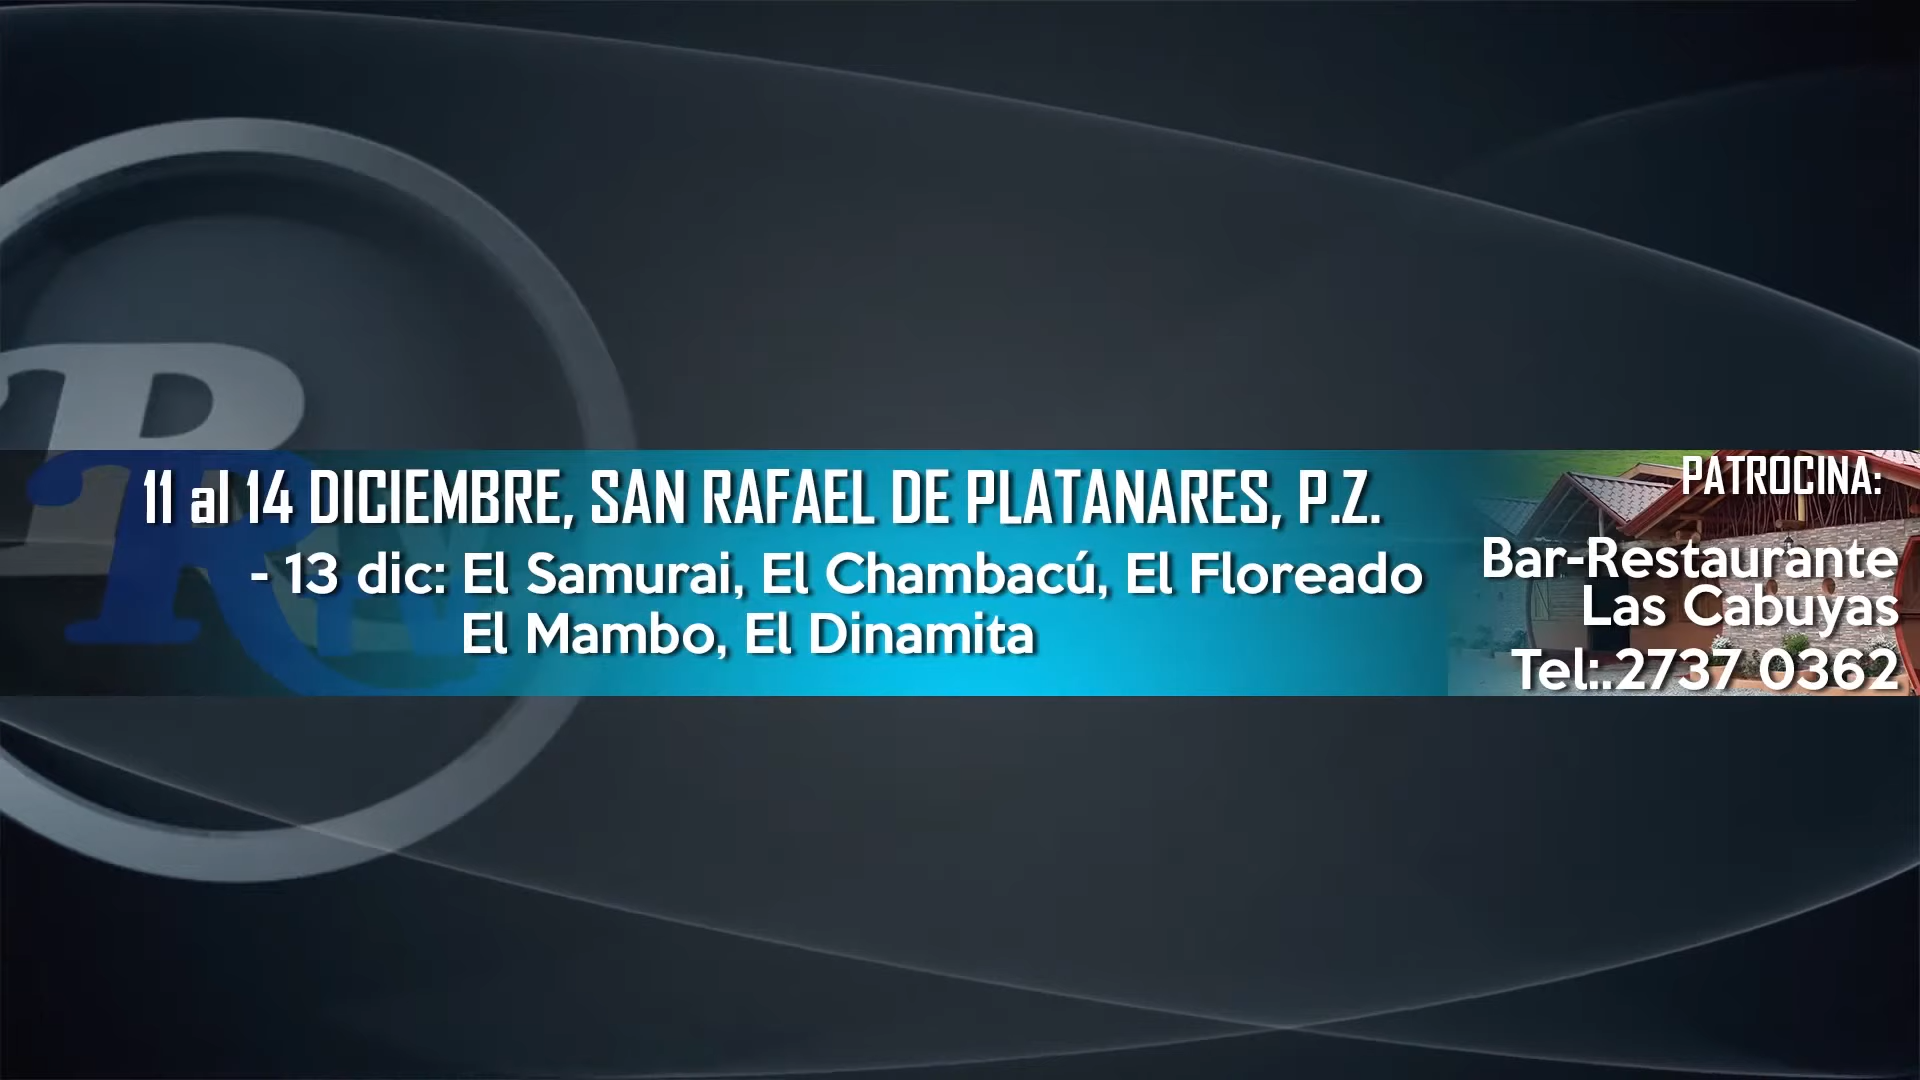 11 al 14 DICIEMBRE, SAN RAFAEL DE PLATANARES, P.Z.
- 13 dic: El Samurai, El Chambacú, El Floreado
El Mambo, El Dinamita
PATROCINA:
Bar-Restaurante
Las Cabuyas
Tel:.2737 0362